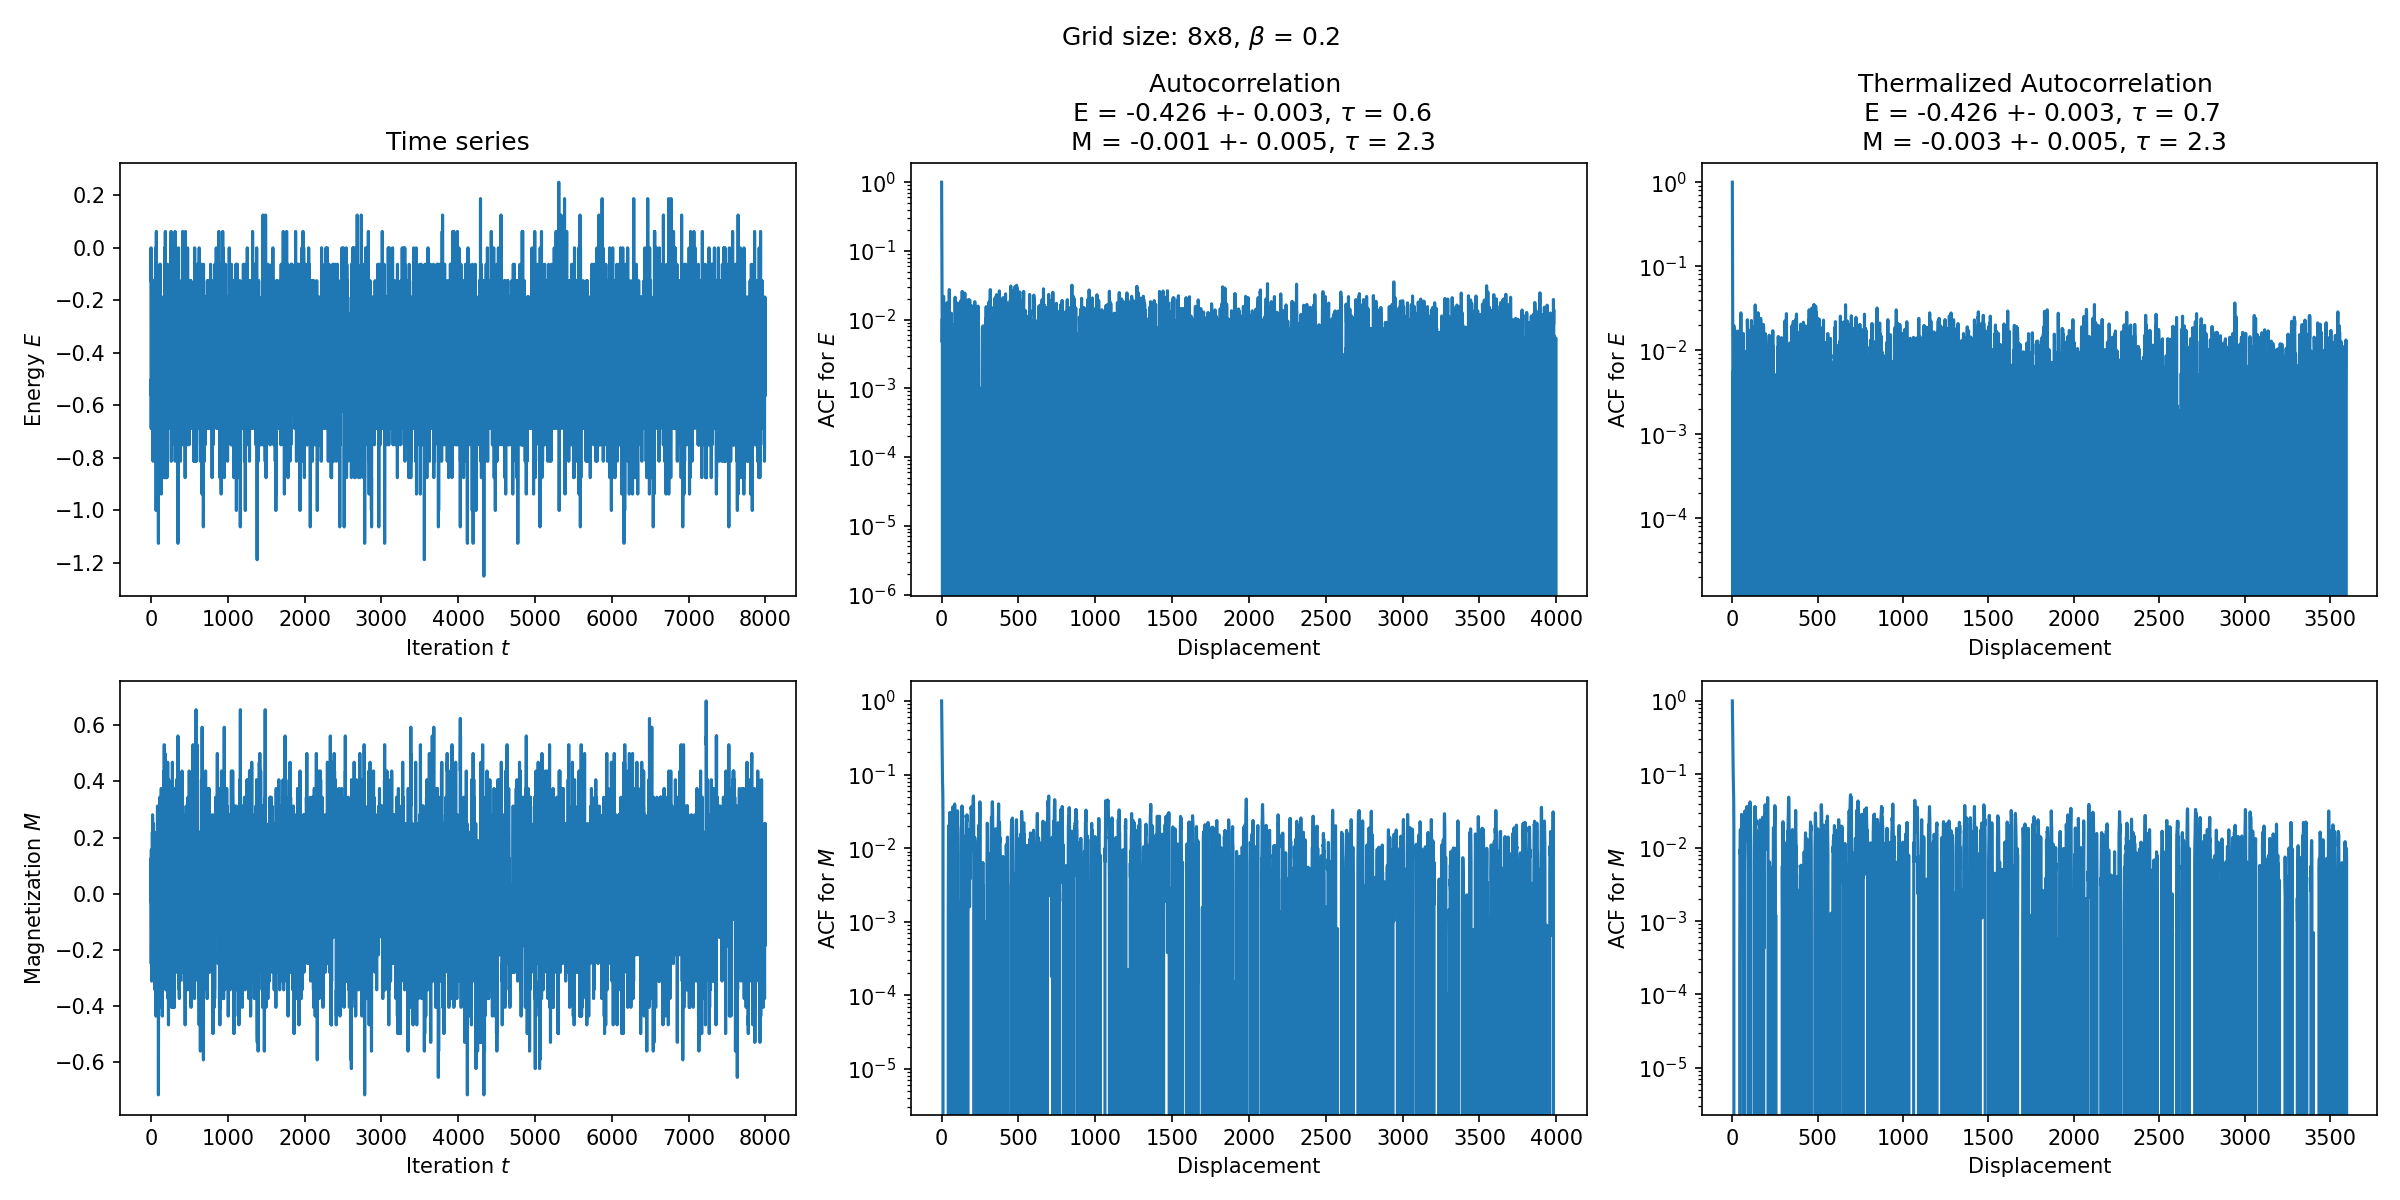 Grid size: 8x8, β = 0.2
Time series
Autocorrelation
E = -0.426 +- 0.003, τ = 0.6
M = -0.001 +- 0.005, τ = 2.3
Thermalized Autocorrelation
E = -0.426 +- 0.003, τ = 0.7
M = -0.003 +- 0.005, τ = 2.3
Energy E
0.2
0.0
−0.2
−0.4
−0.6
−0.8
−1.0
−1.2
0 1000 2000 3000 4000 5000 6000 7000 8000
Iteration t
ACF for E
10⁰
10⁻¹
10⁻²
10⁻³
10⁻⁴
10⁻⁵
10⁻⁶
0 500 1000 1500 2000 2500 3000 3500 4000
Displacement
ACF for E
10⁰
10⁻¹
10⁻²
10⁻³
10⁻⁴
0 500 1000 1500 2000 2500 3000 3500
Displacement
Magnetization M
0.6
0.4
0.2
0.0
−0.2
−0.4
−0.6
0 1000 2000 3000 4000 5000 6000 7000 8000
Iteration t
ACF for M
10⁰
10⁻¹
10⁻²
10⁻³
10⁻⁴
10⁻⁵
0 500 1000 1500 2000 2500 3000 3500 4000
Displacement
ACF for M
10⁰
10⁻¹
10⁻²
10⁻³
10⁻⁴
10⁻⁵
0 500 1000 1500 2000 2500 3000 3500
Displacement